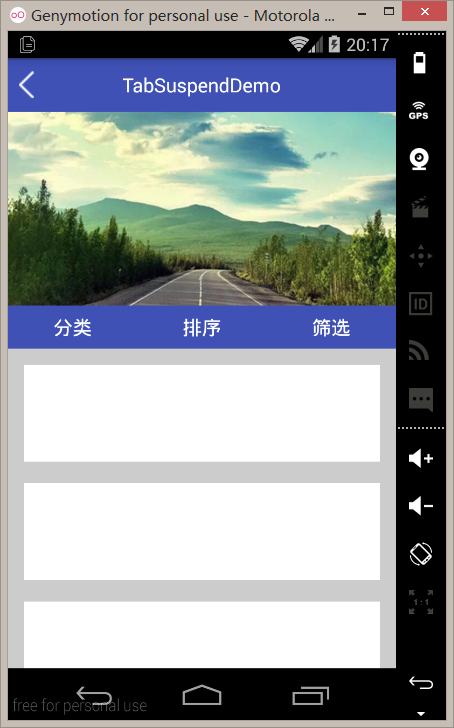 Genymotion for personal use - Motorola ...
20:17
TabSuspendDemo
GPS
分类 排序 筛选
ID
1:1
free for personal use